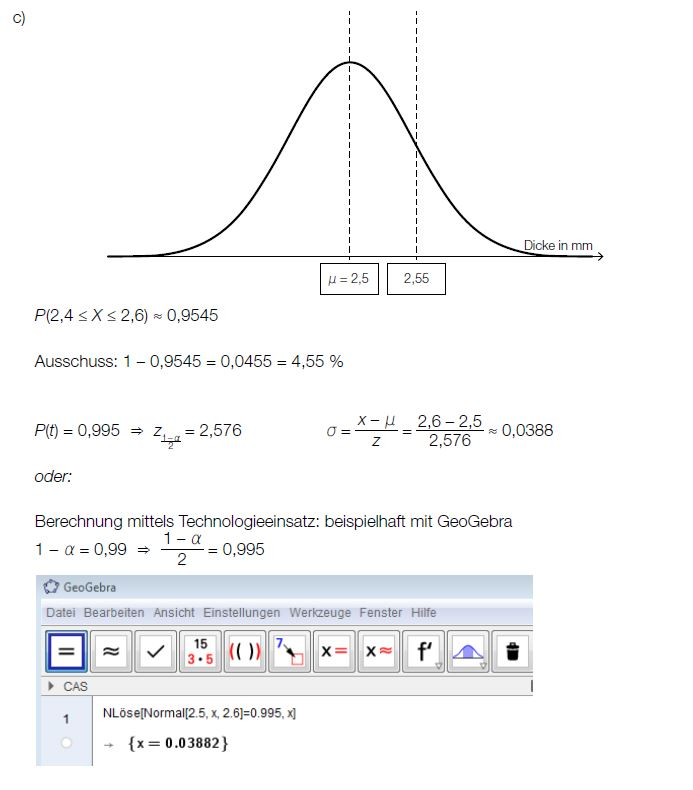 c)
Dicke in mm
μ = 2,5
2,55
P(2,4 ≤ X ≤ 2,6) ≈ 0,9545
Ausschuss: 1 – 0,9545 = 0,0455 = 4,55 %
P(t) = 0,995 ⇒ z_{(1–α)/2} = 2,576 σ = (x – μ)/z = (2,6 – 2,5)/2,576 ≈ 0,0388
oder:
Berechnung mittels Technologieeinsatz: beispielhaft mit GeoGebra
1 – α = 0,99 ⇒ (1 – α)/2 = 0,995
GeoGebra
Datei Bearbeiten Ansicht Einstellungen Werkzeuge Fenster Hilfe
= ≈ ✓ 15 3·5 (( )) 7 x= x≈ f'
CAS
1 NLöse[Normal[2.5, x, 2.6]=0.995, x]
→ {x = 0.03882}